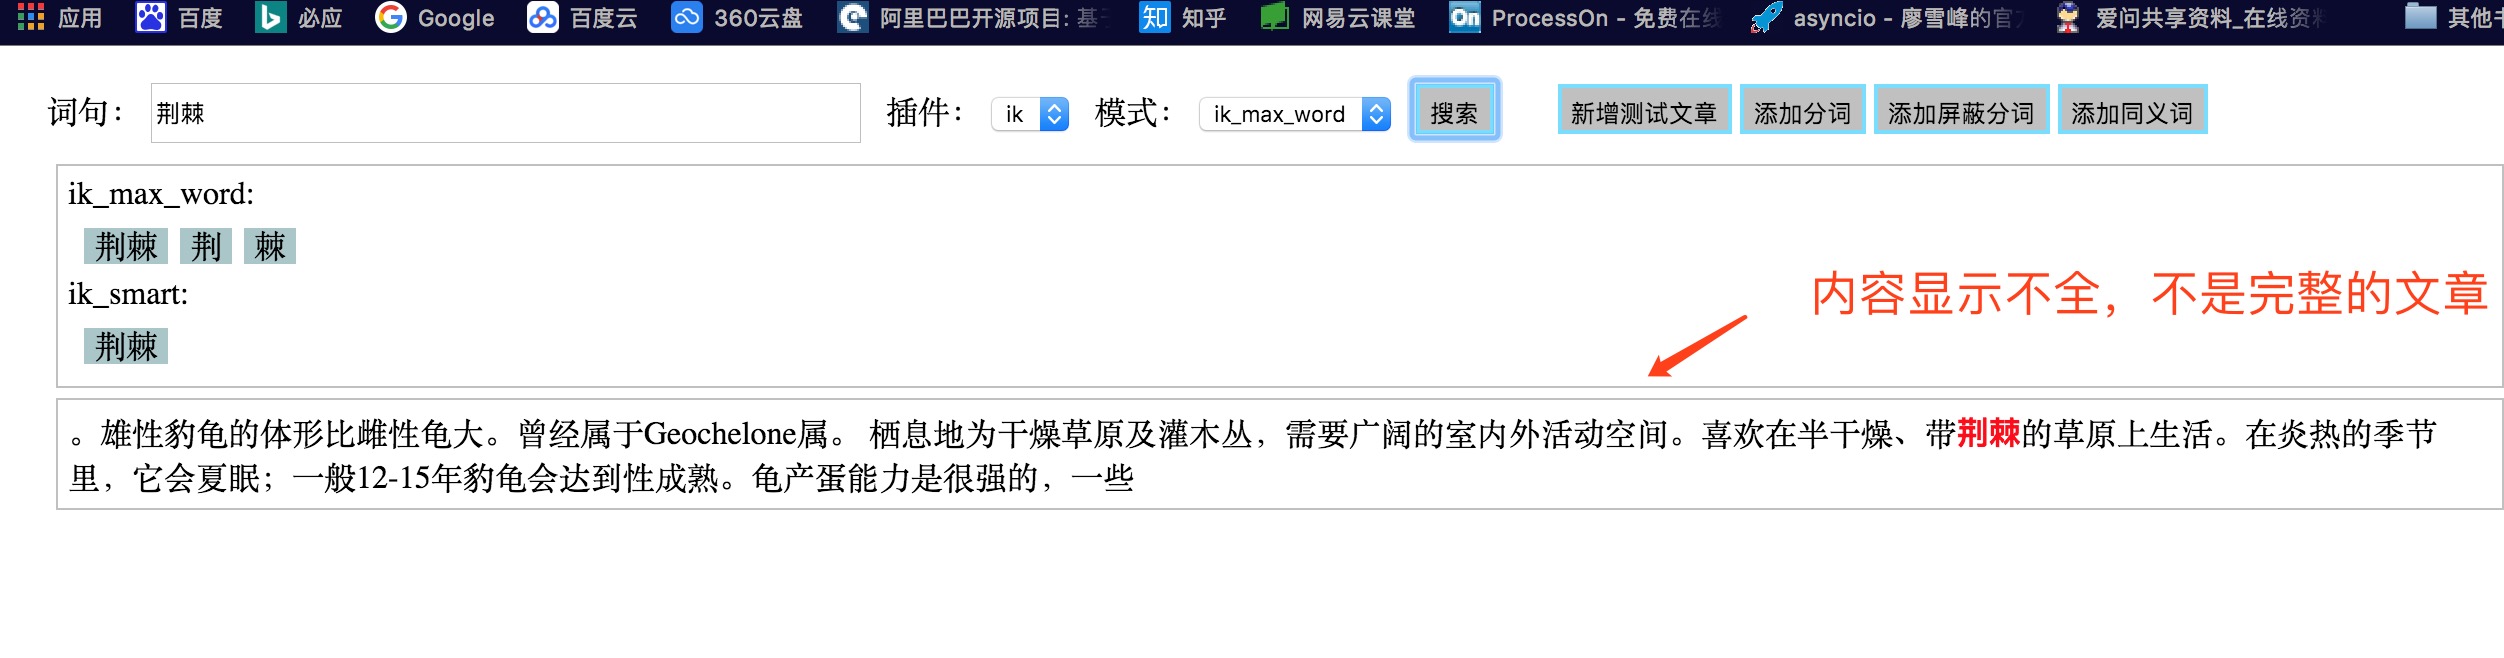 应用 百度 必应 Google 百度云 360云盘 阿里巴巴开源项目: 基于 知乎 网易云课堂 ProcessOn - 免费在线 asyncio - 廖雪峰的官方 爱问共享资料_在线资料 其他书
词句： 荆棘 插件： ik 模式： ik_max_word 搜索 新增测试文章 添加分词 添加屏蔽分词 添加同义词
ik_max_word:
荆棘 荆 棘
ik_smart:
荆棘
内容显示不全，不是完整的文章
。雄性豹龟的体形比雌性龟大。曾经属于Geochelone属。 栖息地为干燥草原及灌木丛，需要广阔的室内外活动空间。喜欢在半干燥、带荆棘的草原上生活。在炎热的季节
里，它会夏眠；一般12-15年豹龟会达到性成熟。龟产蛋能力是很强的，一些